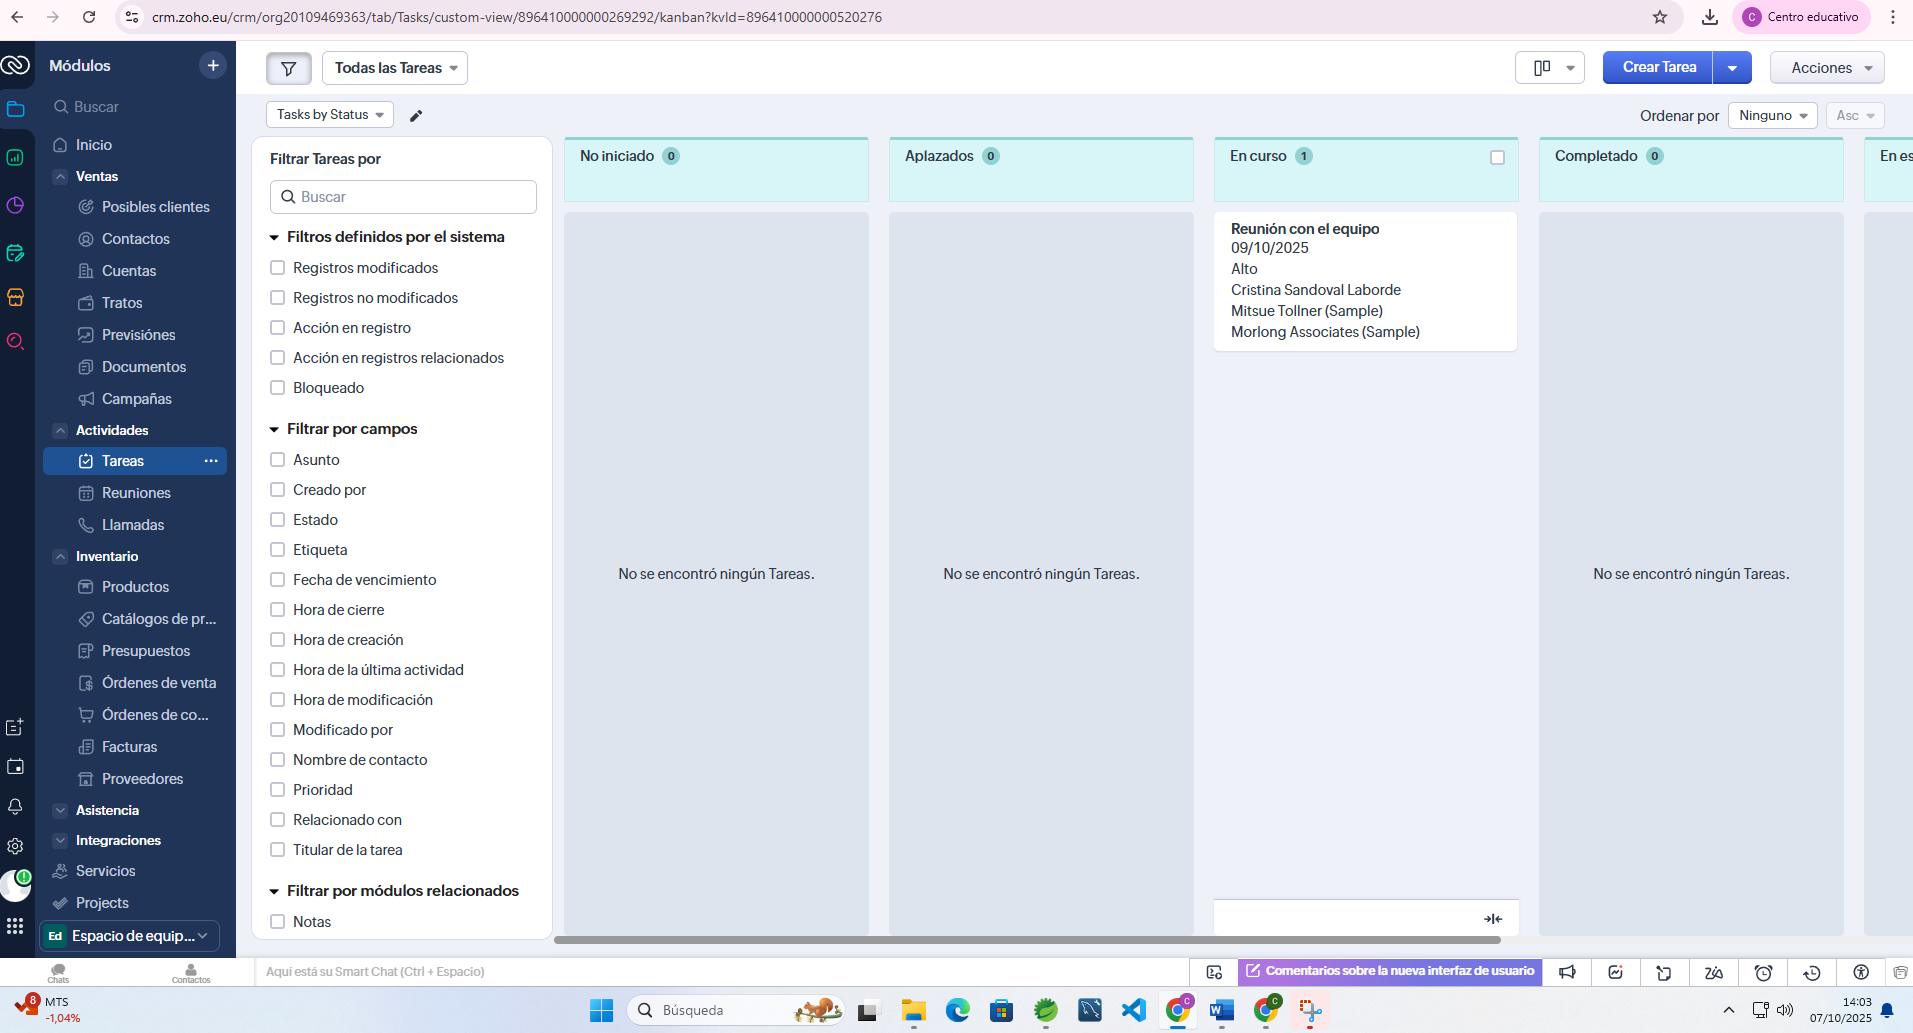 crm.zoho.eu/crm/org20109469363/tab/Tasks/custom-view/896410000000269292/kanban?kvId=896410000000520276
C Centro educativo
Módulos
Buscar
Inicio
Ventas
Posibles clientes
Contactos
Cuentas
Tratos
Previsiónes
Documentos
Campañas
Actividades
Tareas
Reuniones
Llamadas
Inventario
Productos
Catálogos de pr...
Presupuestos
Órdenes de venta
Órdenes de co...
Facturas
Proveedores
Asistencia
Integraciones
Servicios
Projects
Ed Espacio de equip...
Todas las Tareas
Crear Tarea
Acciones
Tasks by Status
Ordenar por Ninguno Asc
Filtrar Tareas por
Buscar
Filtros definidos por el sistema
Registros modificados
Registros no modificados
Acción en registro
Acción en registros relacionados
Bloqueado
Filtrar por campos
Asunto
Creado por
Estado
Etiqueta
Fecha de vencimiento
Hora de cierre
Hora de creación
Hora de la última actividad
Hora de modificación
Modificado por
Nombre de contacto
Prioridad
Relacionado con
Titular de la tarea
Filtrar por módulos relacionados
Notas
No iniciado 0
No se encontró ningún Tareas.
Aplazados 0
No se encontró ningún Tareas.
En curso 1
Reunión con el equipo
09/10/2025
Alto
Cristina Sandoval Laborde
Mitsue Tollner (Sample)
Morlong Associates (Sample)
Completado 0
No se encontró ningún Tareas.
En es
Chats
Contactos
Aquí está su Smart Chat (Ctrl + Espacio)
Comentarios sobre la nueva interfaz de usuario
8
MTS
-1,04%
Búsqueda
C
C
14:03
07/10/2025